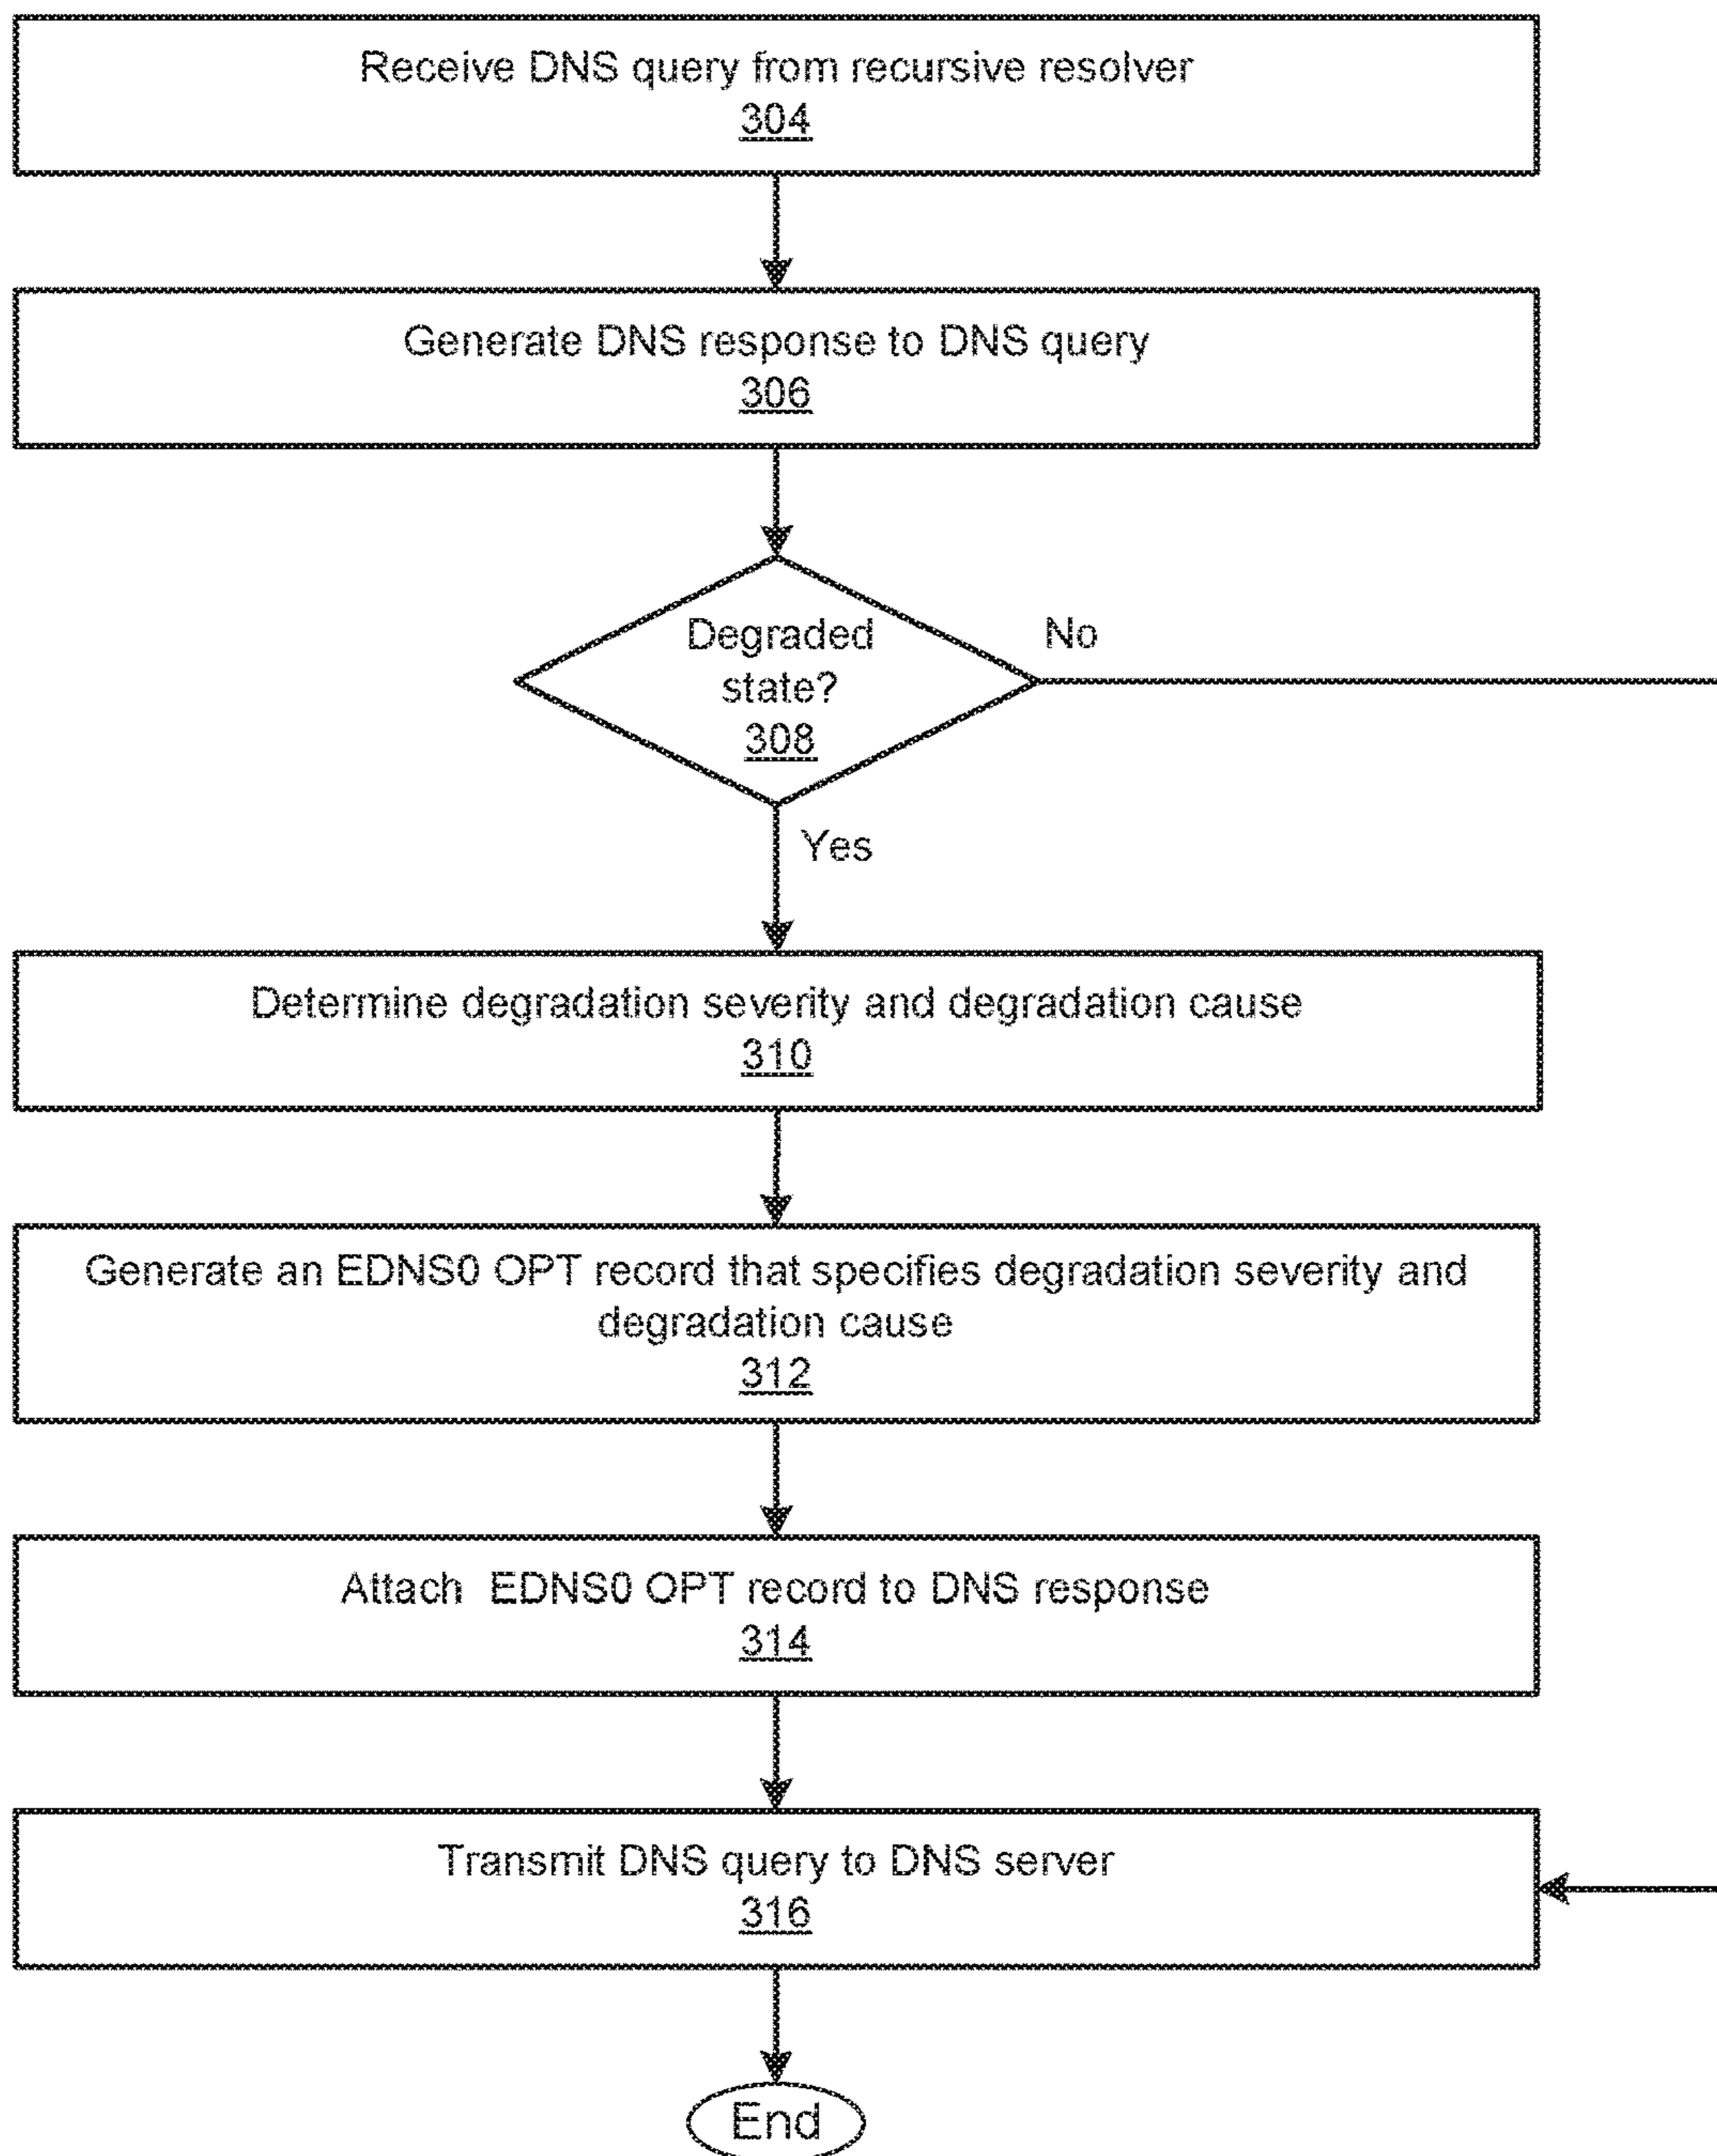 Receive DNS query from recursive resolver
304
Generate DNS response to DNS query
306
Degraded
state?
308
No
Yes
Determine degradation severity and degradation cause
310
Generate an EDNS0 OPT record that specifies degradation severity and
degradation cause
312
Attach EDNS0 OPT record to DNS response
314
Transmit DNS query to DNS server
316
End